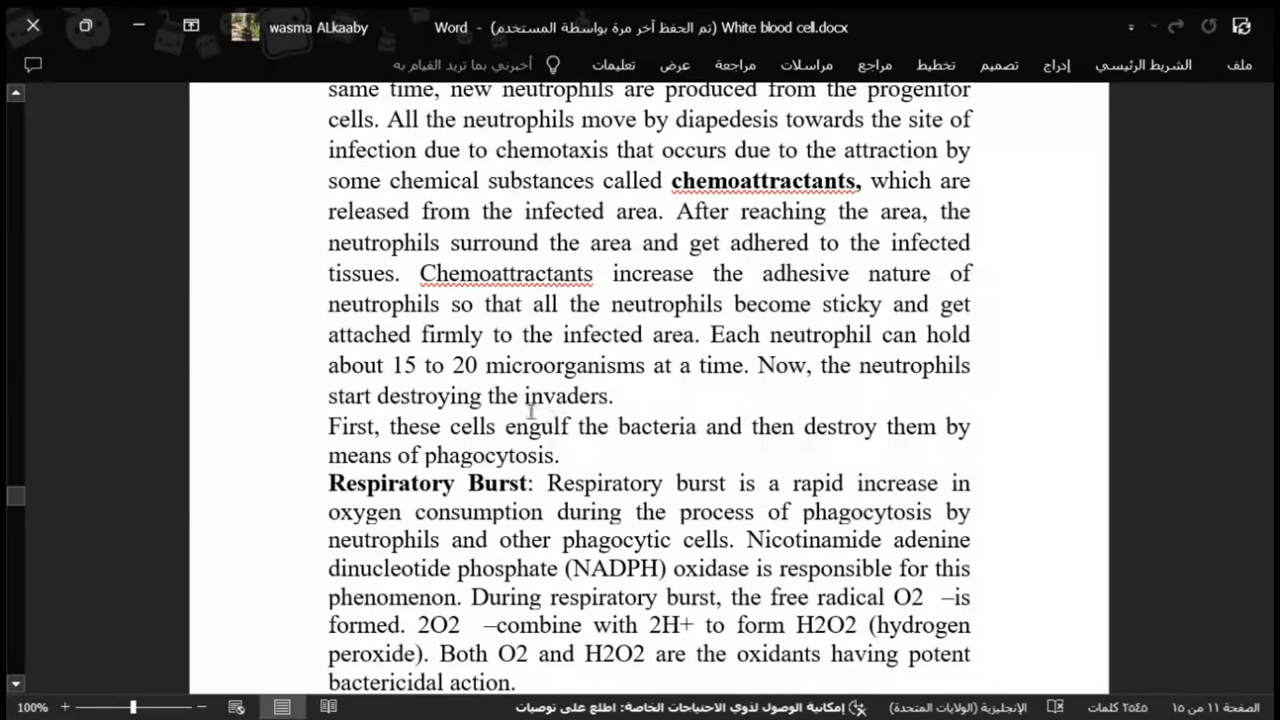 wasma ALkaaby
White blood cell.docx (تم الحفظ آخر مرة بواسطة المستخدم) - Word
ملف الشريط الرئيسي إدراج تصميم تخطيط مراجع مراسلات مراجعة عرض تعليمات أخبرني بما تريد القيام به
same time, new neutrophils are produced from the progenitor
cells. All the neutrophils move by diapedesis towards the site of
infection due to chemotaxis that occurs due to the attraction by
some chemical substances called chemoattractants, which are
released from the infected area. After reaching the area, the
neutrophils surround the area and get adhered to the infected
tissues. Chemoattractants increase the adhesive nature of
neutrophils so that all the neutrophils become sticky and get
attached firmly to the infected area. Each neutrophil can hold
about 15 to 20 microorganisms at a time. Now, the neutrophils
start destroying the invaders.
First, these cells engulf the bacteria and then destroy them by
means of phagocytosis.
Respiratory Burst: Respiratory burst is a rapid increase in
oxygen consumption during the process of phagocytosis by
neutrophils and other phagocytic cells. Nicotinamide adenine
dinucleotide phosphate (NADPH) oxidase is responsible for this
phenomenon. During respiratory burst, the free radical O2 –is
formed. 2O2 –combine with 2H+ to form H2O2 (hydrogen
peroxide). Both O2 and H2O2 are the oxidants having potent
bactericidal action.
الصفحة ١١ من ١٥ ٢٥٤٥ كلمات الإنجليزية (الولايات المتحدة) إمكانية الوصول لذوي الاحتياجات الخاصة: اطلع على توصيات 100%